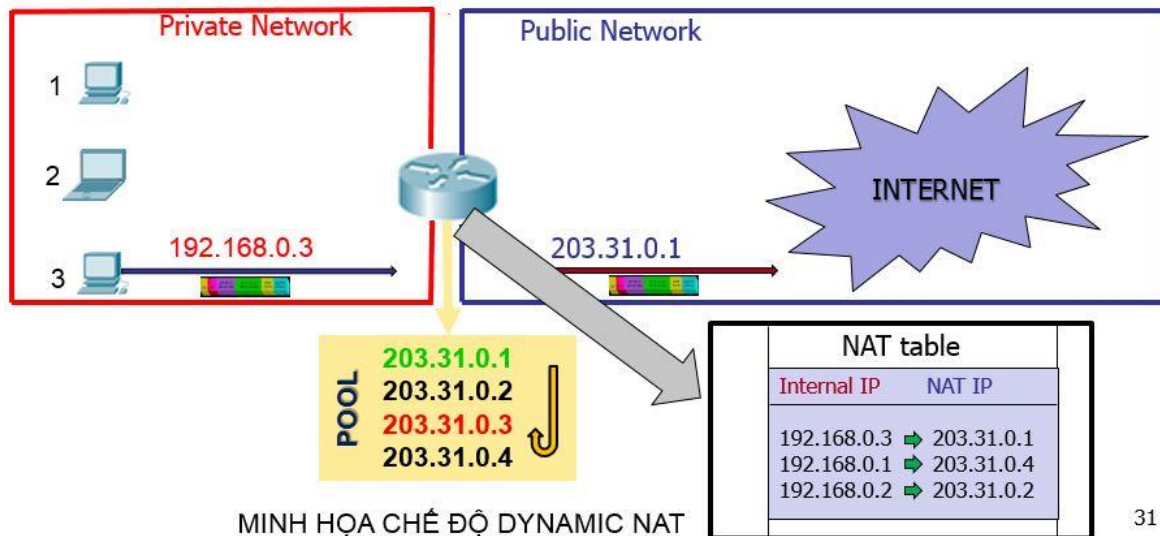 Private Network
Public Network
1
2
3
192.168.0.3
203.31.0.1
INTERNET
POOL
203.31.0.1
203.31.0.2
203.31.0.3
203.31.0.4
NAT table
Internal IP NAT IP
192.168.0.3 203.31.0.1
192.168.0.1 203.31.0.4
192.168.0.2 203.31.0.2
MINH HỌA CHẾ ĐỘ DYNAMIC NAT
31